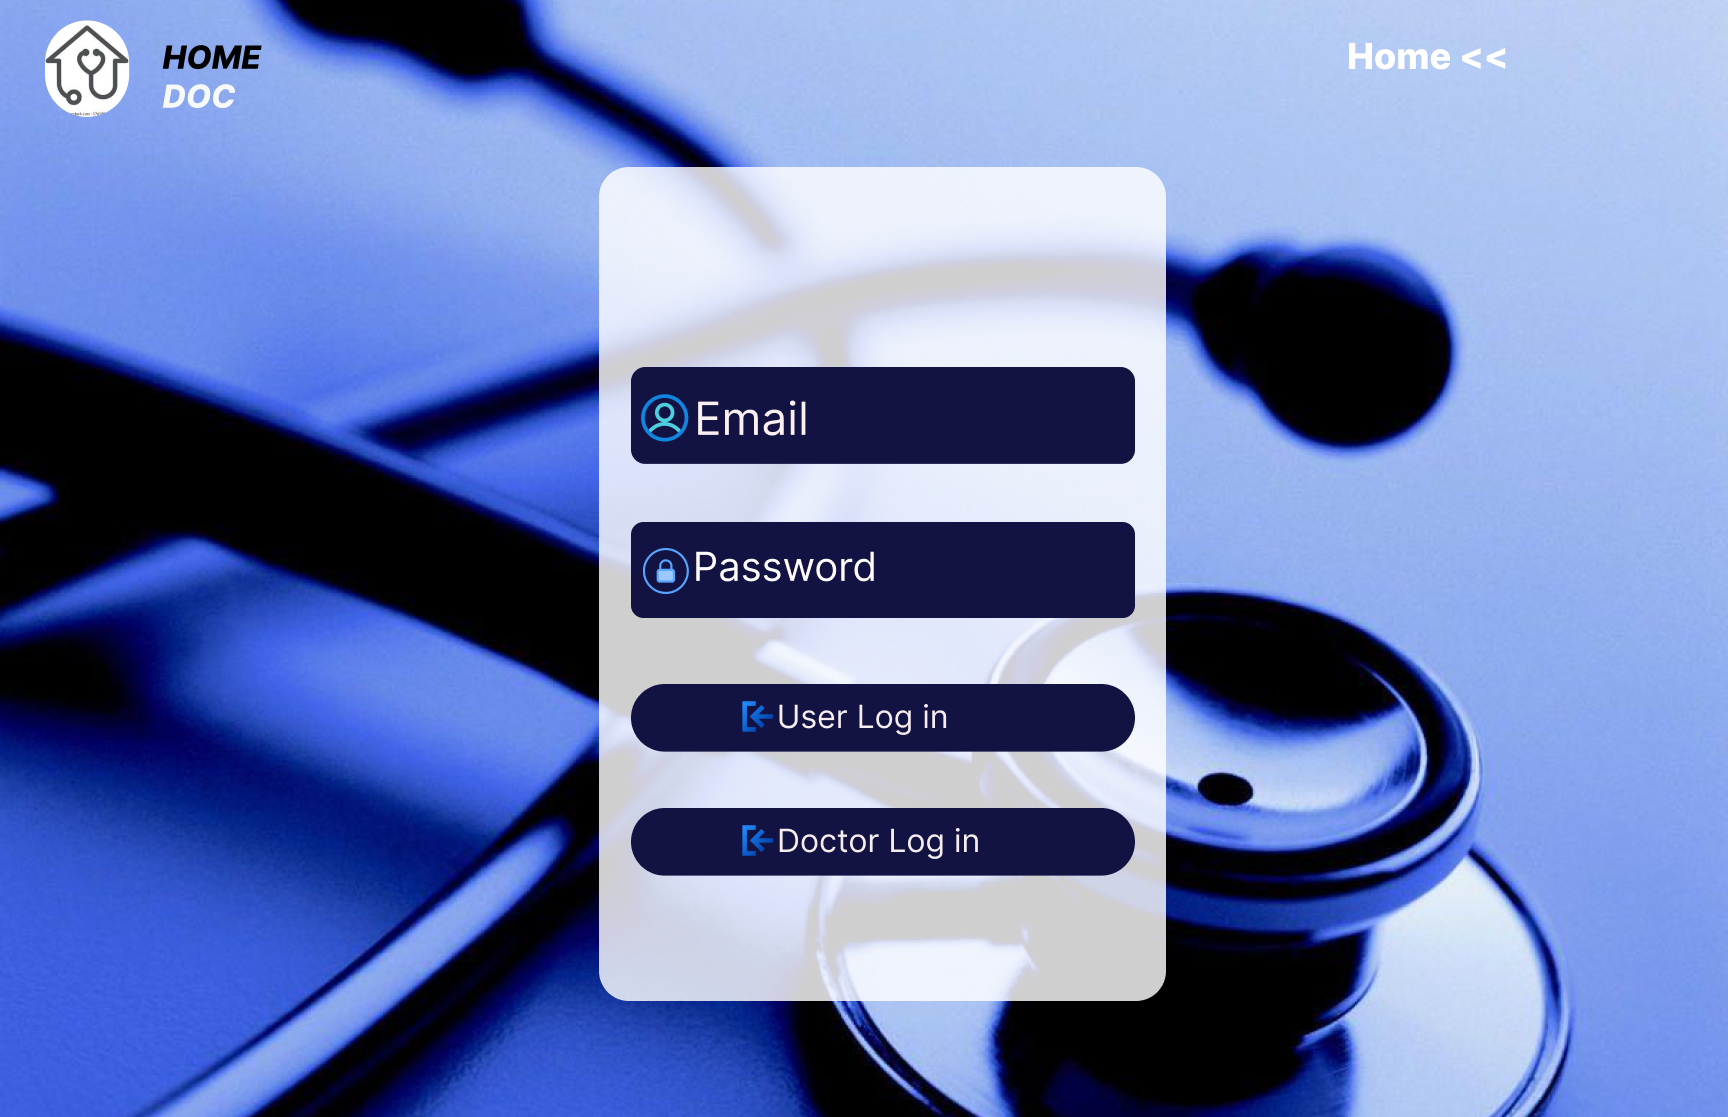 HOME
DOC
Home <<
Email
Password
User Log in
Doctor Log in